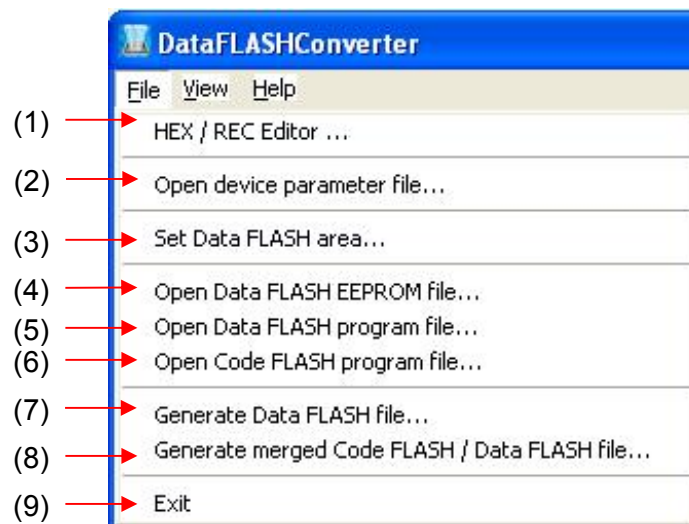 DataFLASHConverter
File View Help
(1) HEX / REC Editor ...
(2) Open device parameter file...
(3) Set Data FLASH area...
(4) Open Data FLASH EEPROM file...
(5) Open Data FLASH program file...
(6) Open Code FLASH program file...
(7) Generate Data FLASH file...
(8) Generate merged Code FLASH / Data FLASH file...
(9) Exit